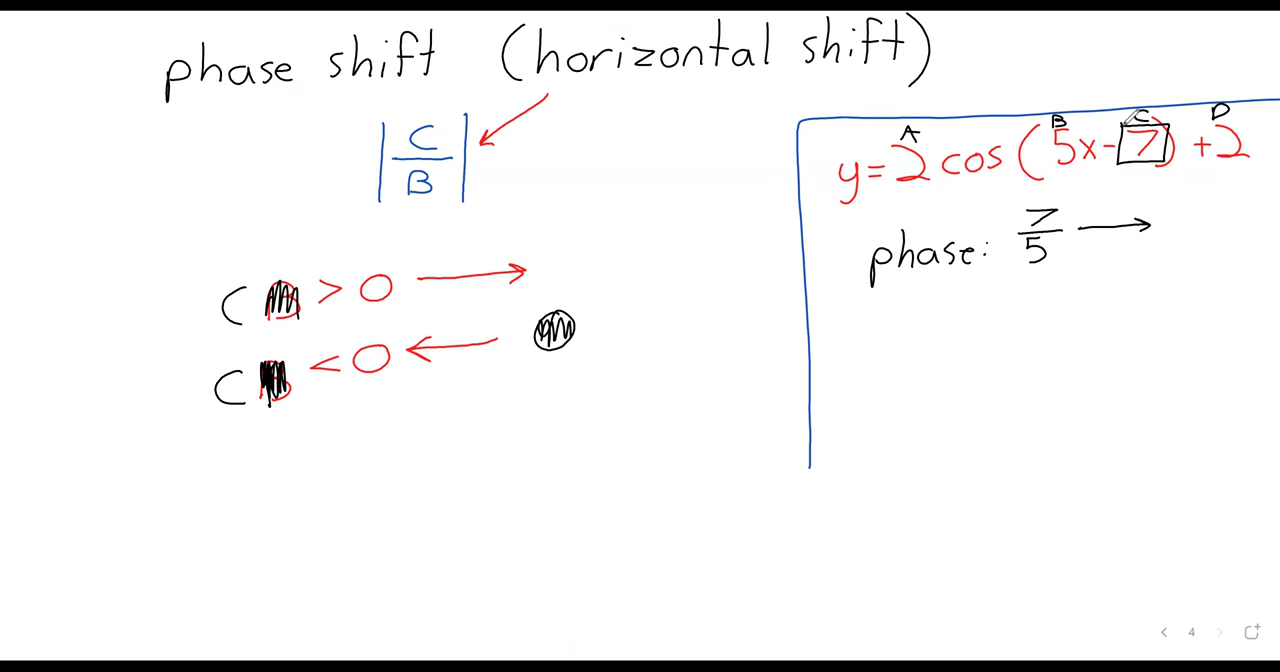 phase shift (horizontal shift)
|C/B|
C > 0 →
C < 0 ←
A B C D
y = 2 cos (5x - 7) + 2
phase: 7/5 →
< 4 >